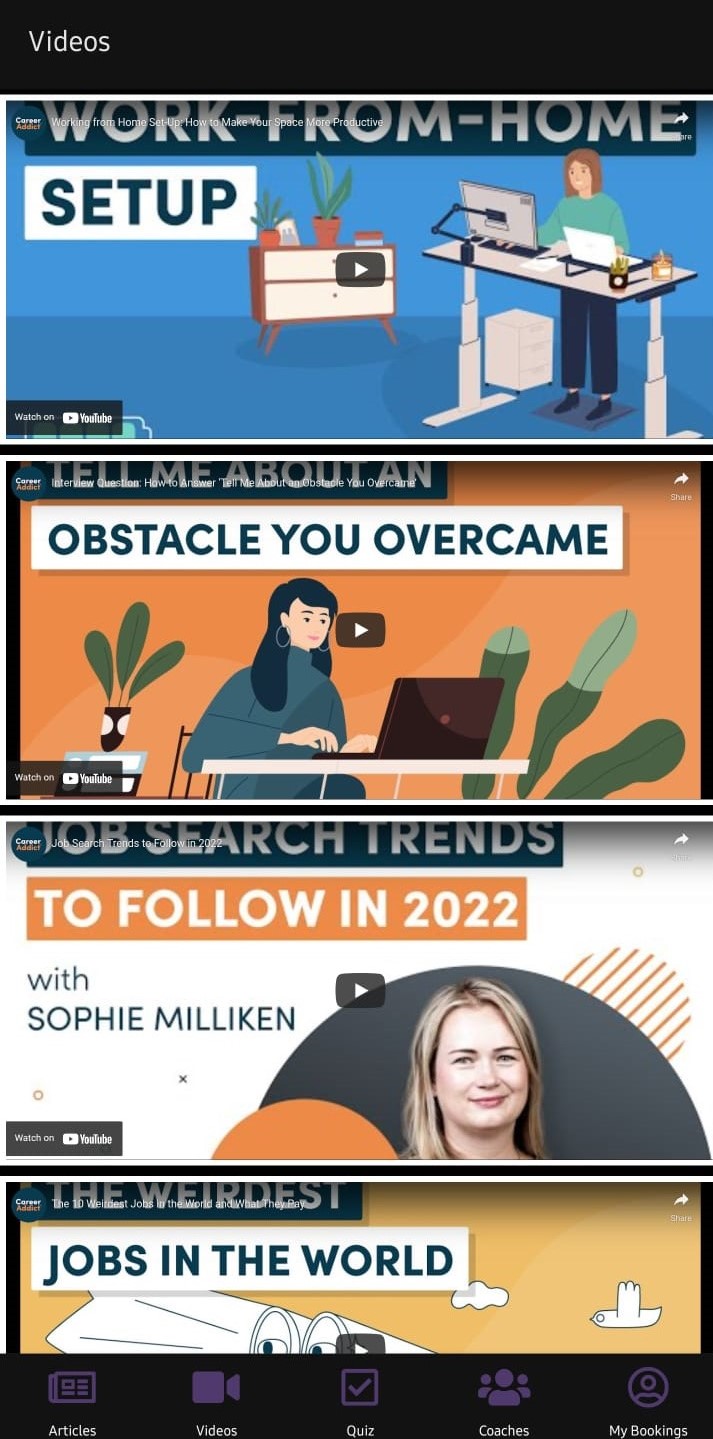 Videos
WORK FROM-HOME
Career
Addict
Working from Home Set-Up: How to Make Your Space More Productive
SETUP
Watch on YouTube
TELL ME ABOUT AN
Career
Addict
Interview Question: How to Answer 'Tell Me About an Obstacle You Overcame'
Share
OBSTACLE YOU OVERCAME
Watch on YouTube
JOB SEARCH TRENDS
Career
Addict
Job Search Trends to Follow in 2022
Share
TO FOLLOW IN 2022
with
SOPHIE MILLIKEN
Watch on YouTube
THE WEIRDEST
Career
Addict
The 10 Weirdest Jobs in the World and What They Pay
Share
JOBS IN THE WORLD
Articles Videos Quiz Coaches My Bookings